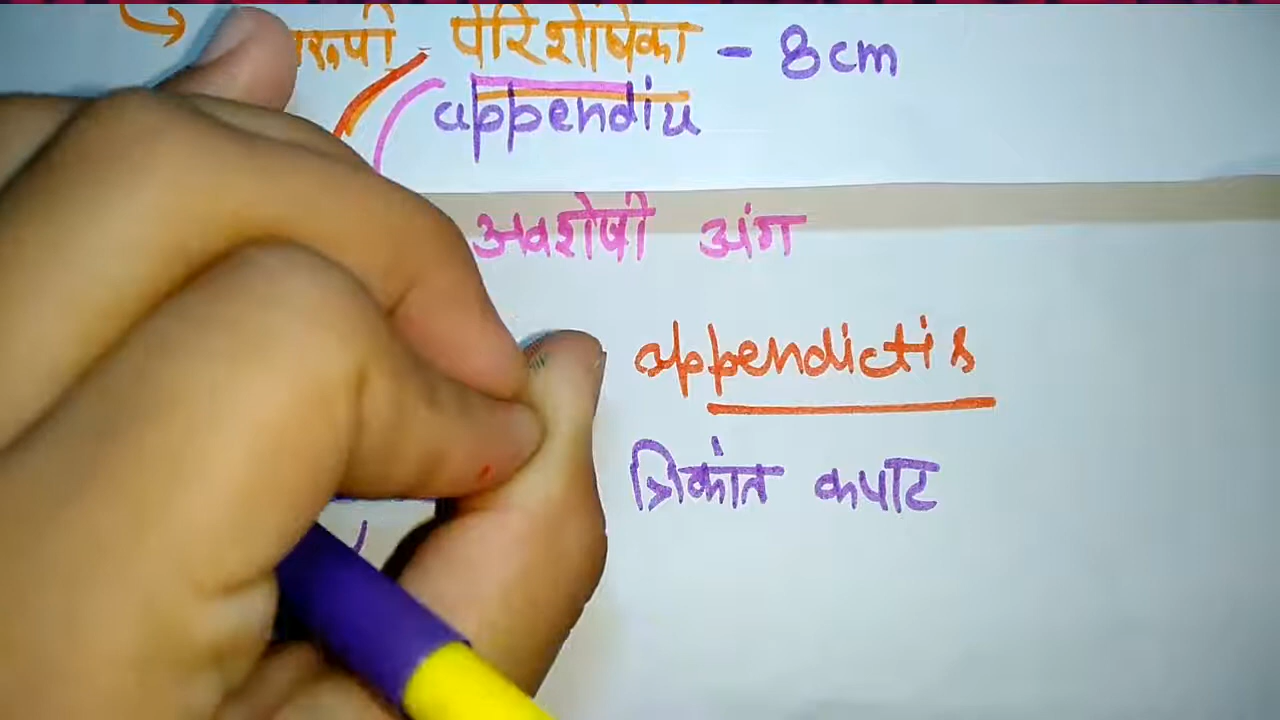 परिशेषिका - 8cm
appendix
अवशेषी अंग
appendictis
त्रिकांत कपाट